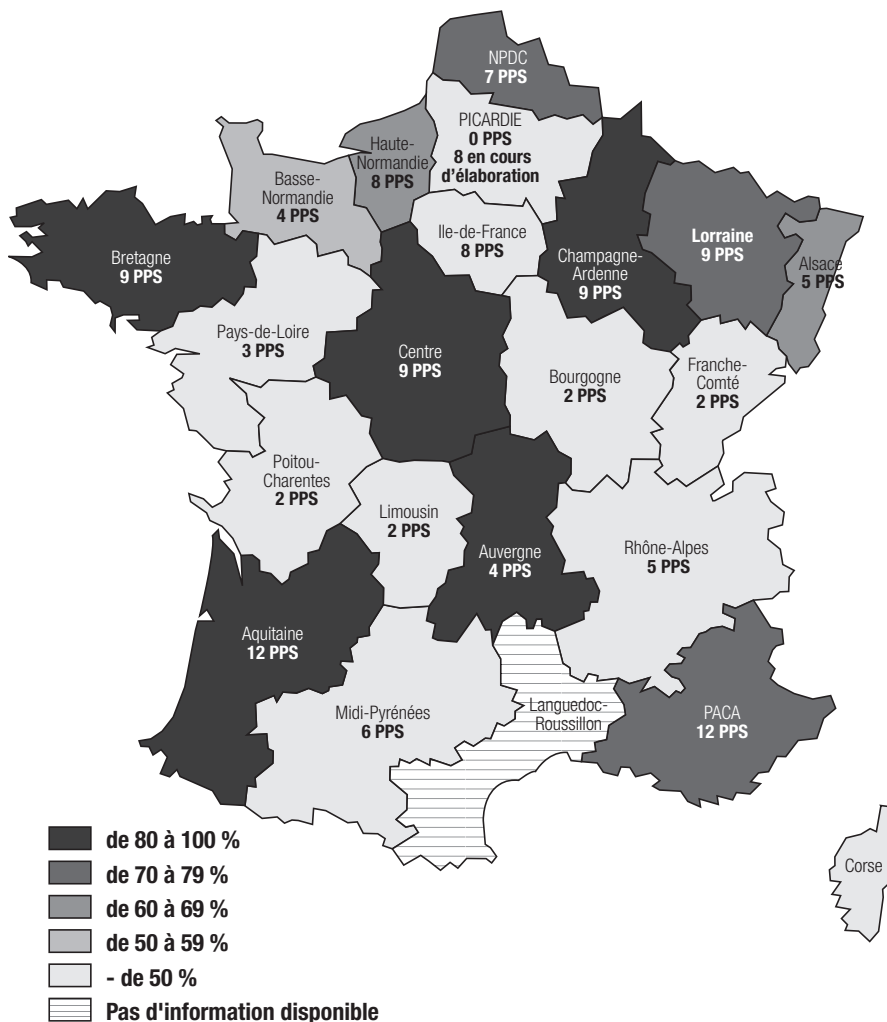 NPDC
7 PPS
PICARDIE
0 PPS
8 en cours
d'élaboration
Haute-
Normandie
8 PPS
Basse-
Normandie
4 PPS
Ile-de-France
8 PPS
Bretagne
9 PPS
Champagne-
Ardenne
9 PPS
Lorraine
9 PPS
Alsace
5 PPS
Pays-de-Loire
3 PPS
Centre
9 PPS
Bourgogne
2 PPS
Franche-
Comté
2 PPS
Poitou-
Charentes
2 PPS
Limousin
2 PPS
Auvergne
4 PPS
Rhône-Alpes
5 PPS
Aquitaine
12 PPS
Midi-Pyrénées
6 PPS
Languedoc-
Roussillon
PACA
12 PPS
Corse
de 80 à 100 %
de 70 à 79 %
de 60 à 69 %
de 50 à 59 %
- de 50 %
Pas d'information disponible